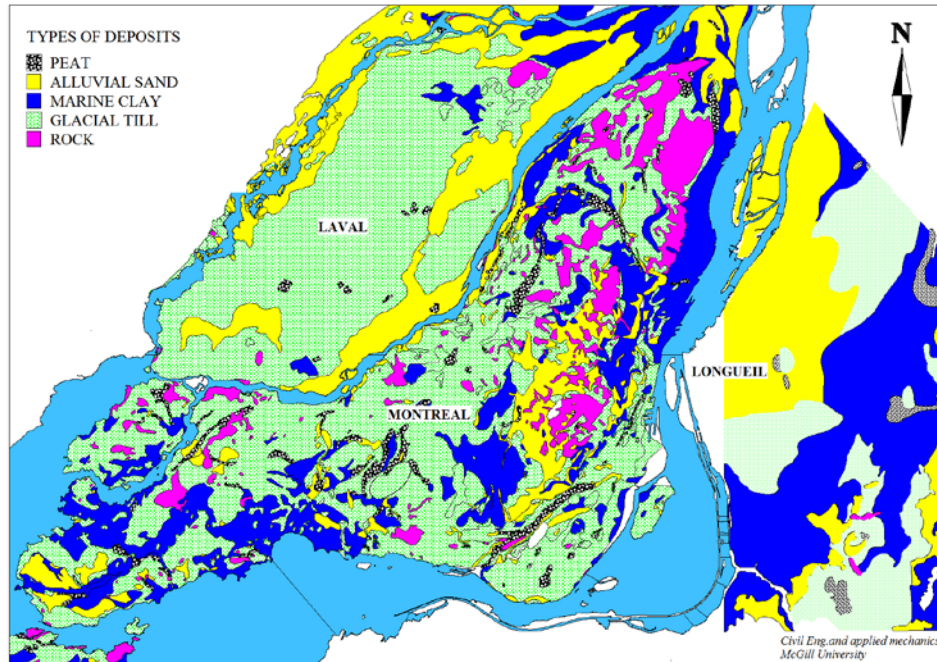 TYPES OF DEPOSITS
PEAT
ALLUVIAL SAND
MARINE CLAY
GLACIAL TILL
ROCK
N
LAVAL
LONGUEIL
MONTREAL
Civil Eng.and applied mechanics
McGill University